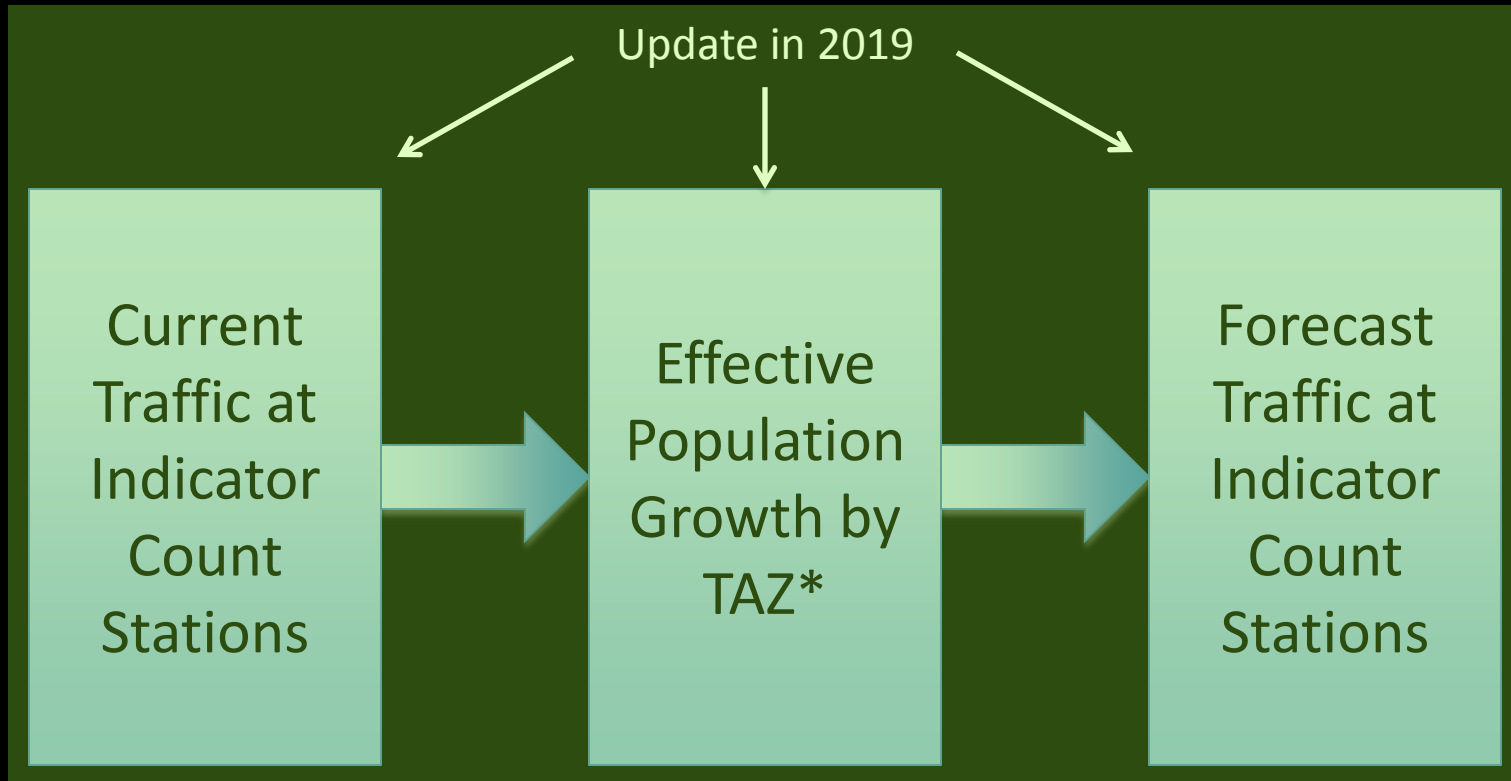 Update in 2019
Current
Traffic at
Indicator
Count
Stations
Effective
Population
Growth by
TAZ*
Forecast
Traffic at
Indicator
Count
Stations